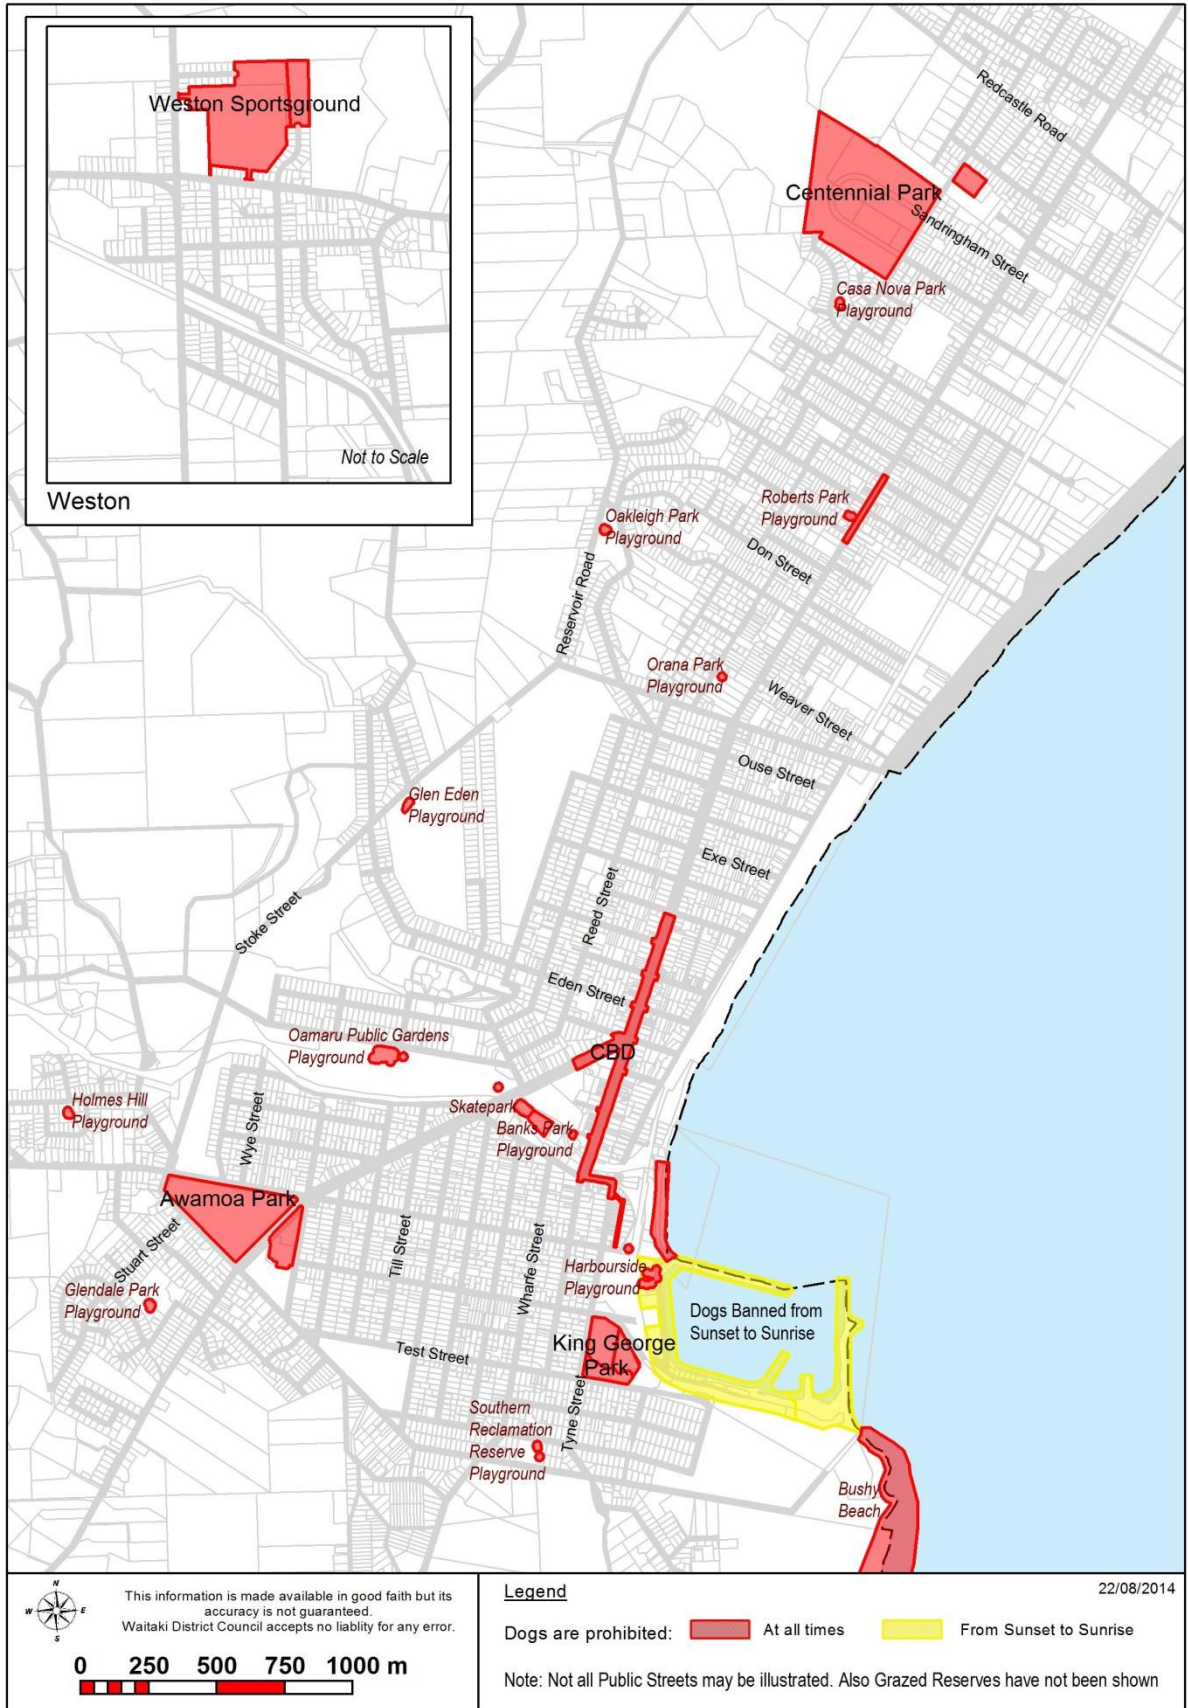 Weston Sportsground
Not to Scale
Weston
Redcastle Road
Centennial Park
Sandringham Street
Casa Nova Park
Playground
Roberts Park
Playground
Oakleigh Park
Playground
Don Street
Reservoir Road
Orana Park
Playground
Weaver Street
Ouse Street
Glen Eden
Playground
Exe Street
Reed Street
Stoke Street
Eden Street
Oamaru Public Gardens
Playground
CBD
Holmes Hill
Playground
Skatepark
Banks Park
Playground
Wye Street
Awamoa Park
Stuart Street
Till Street
Wharfe Street
Harbourside
Playground
Glendale Park
Playground
Dogs Banned from
Sunset to Sunrise
King George
Park
Test Street
Tyne Street
Southern
Reclamation
Reserve
Playground
Bushy
Beach
N
W
E
S
This information is made available in good faith but its
accuracy is not guaranteed.
Waitaki District Council accepts no liablity for any error.
0 250 500 750 1000 m
Legend
22/08/2014
Dogs are prohibited:
At all times
From Sunset to Sunrise
Note: Not all Public Streets may be illustrated. Also Grazed Reserves have not been shown